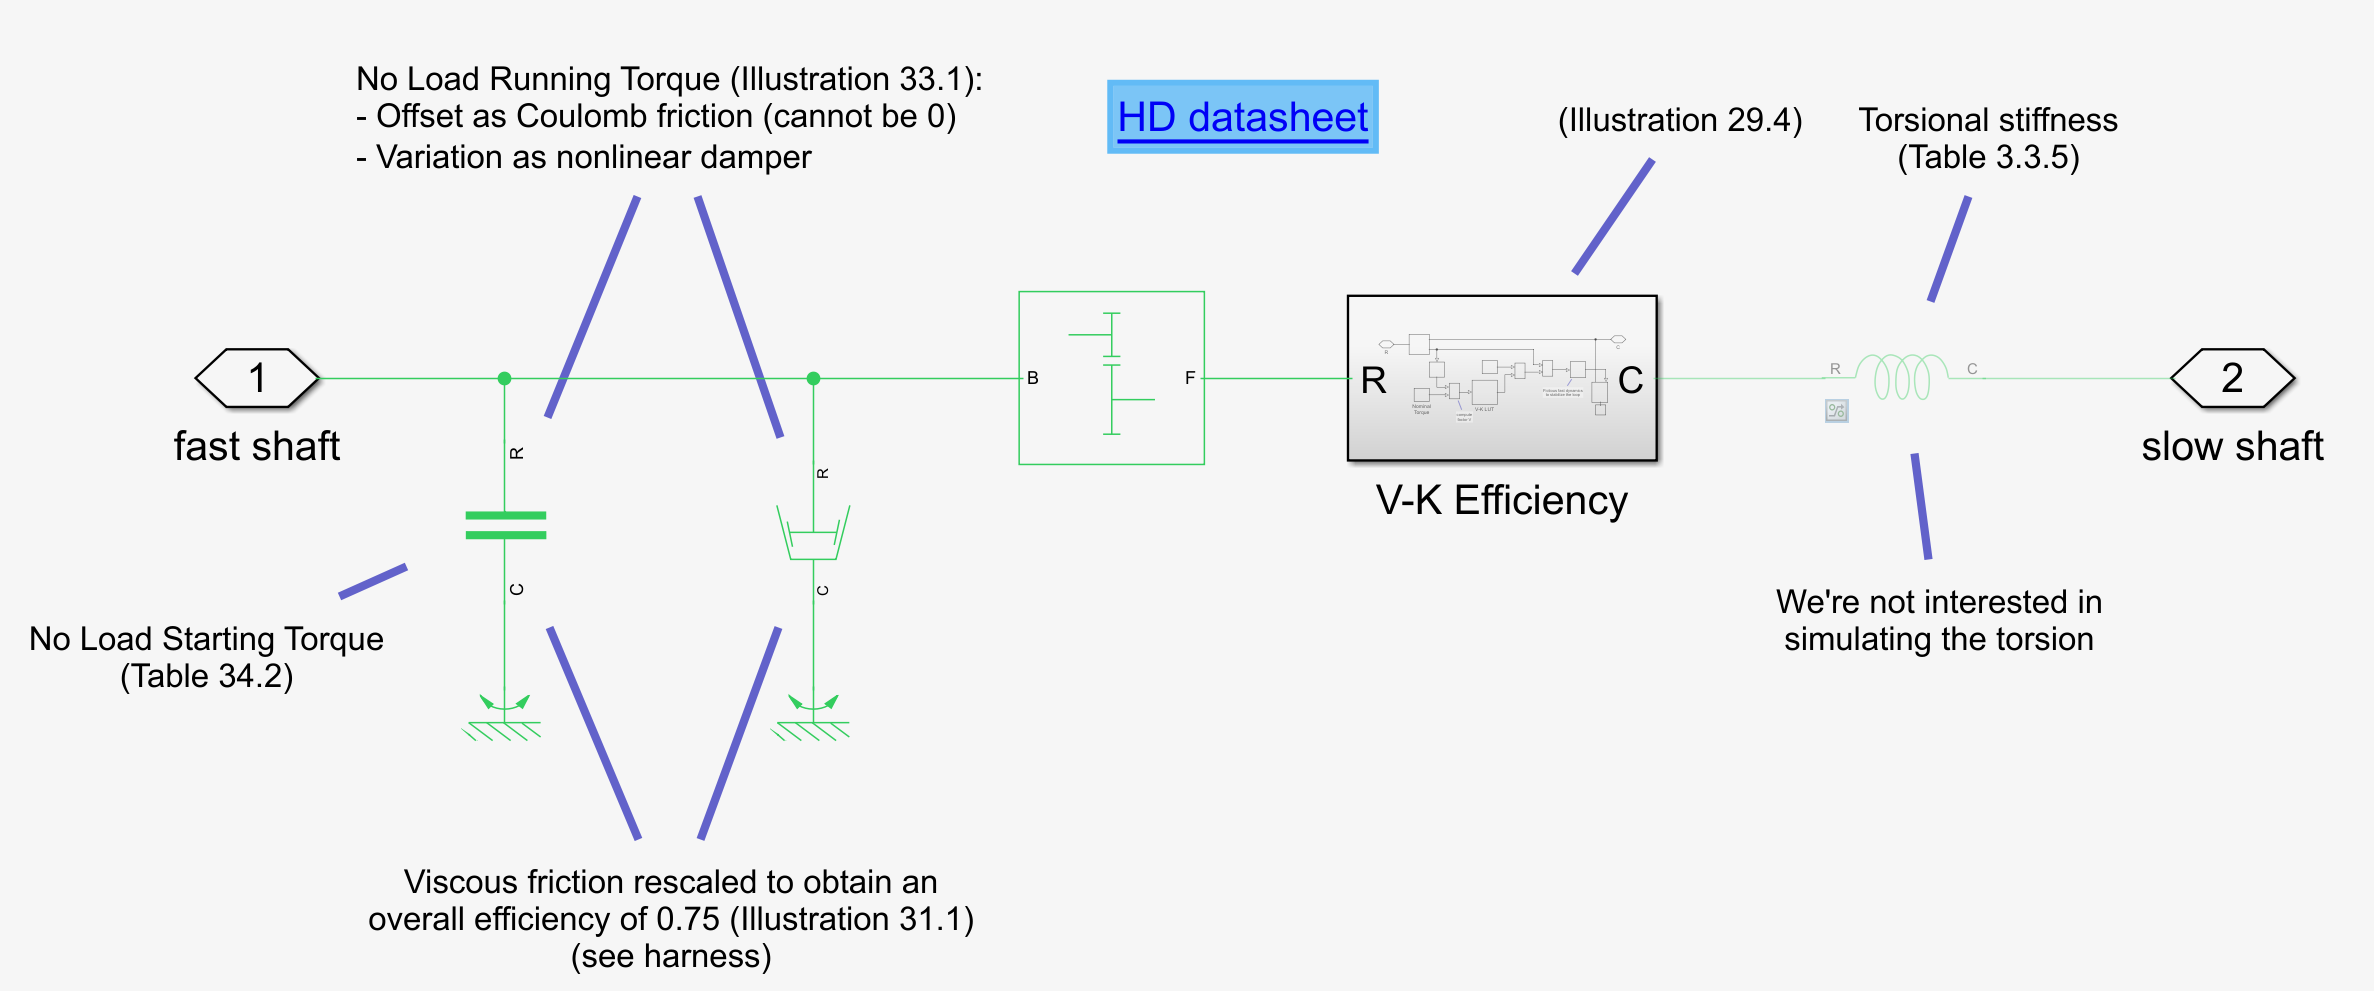 No Load Running Torque (Illustration 33.1):
- Offset as Coulomb friction (cannot be 0)
- Variation as nonlinear damper
HD datasheet
(Illustration 29.4)
Torsional stiffness
(Table 3.3.5)
1
fast shaft
B
F
R
C
V-K Efficiency
R
C
Nominal
Torque
V-K LUT
R
C
2
slow shaft
R
C
R
C
No Load Starting Torque
(Table 34.2)
We're not interested in
simulating the torsion
Viscous friction rescaled to obtain an
overall efficiency of 0.75 (Illustration 31.1)
(see harness)